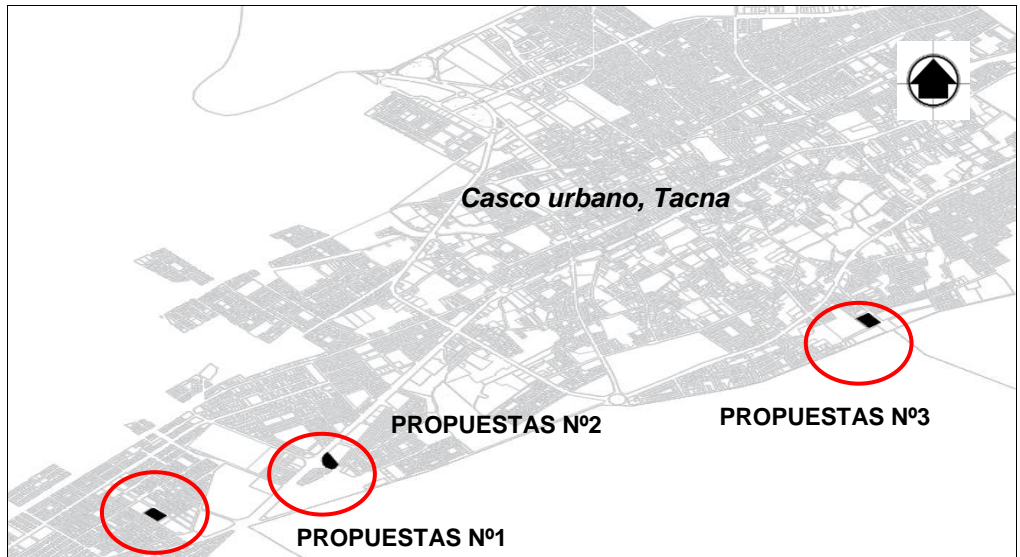 Casco urbano, Tacna
PROPUESTAS Nº2
PROPUESTAS Nº3
PROPUESTAS Nº1